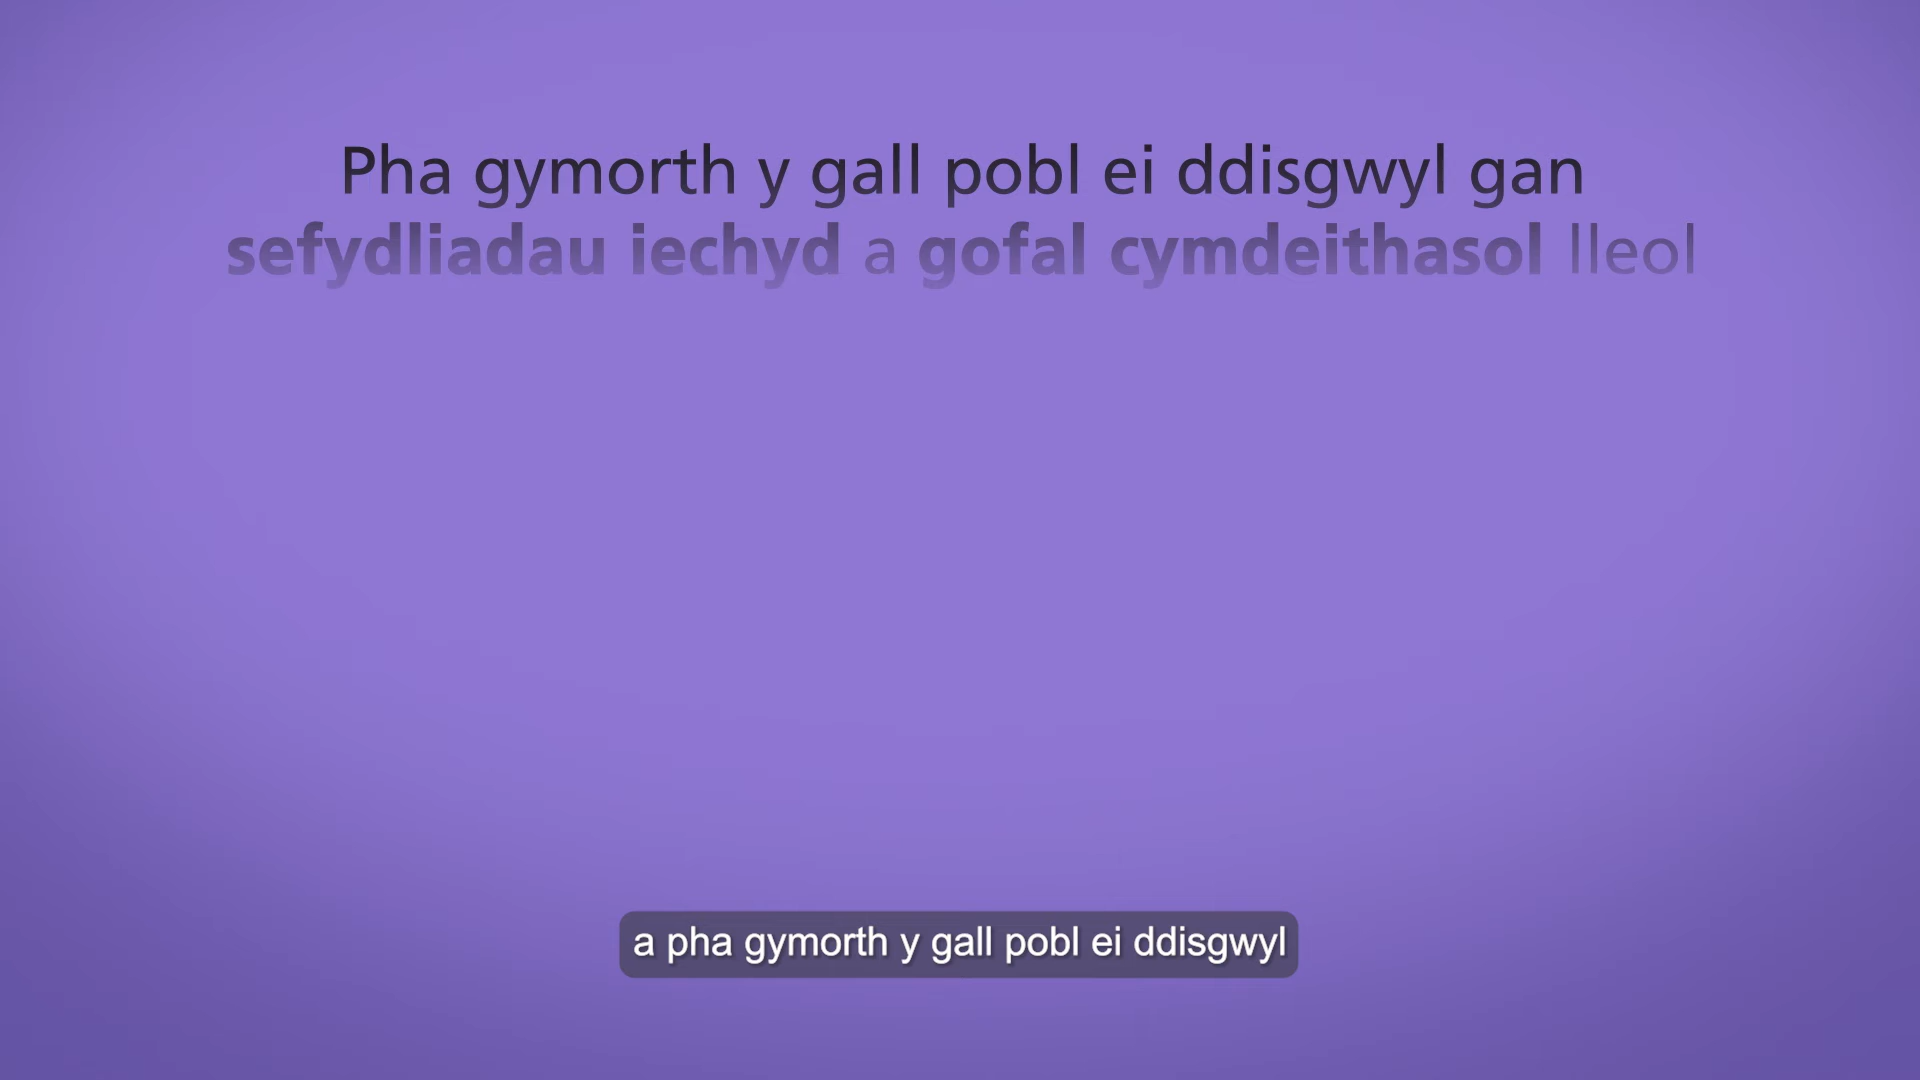 Pha gymorth y gall pobl ei ddisgwyl gan
sefydliadau iechyd a gofal cymdeithasol lleol
a pha gymorth y gall pobl ei ddisgwyl